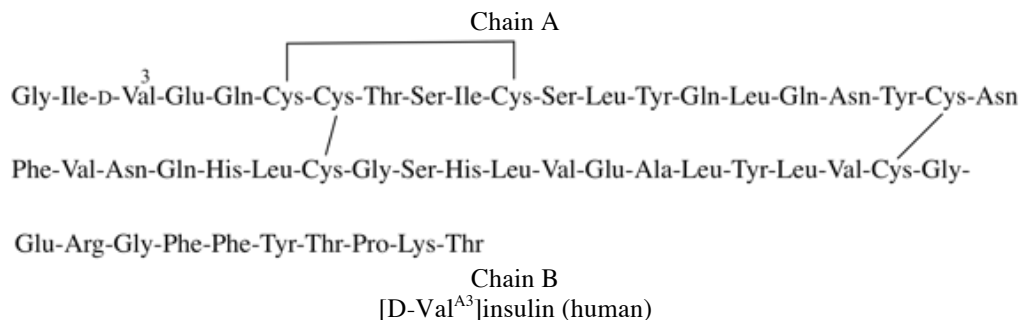 Chain A
3
Gly-Ile-D-Val-Glu-Gln-Cys-Cys-Thr-Ser-Ile-Cys-Ser-Leu-Tyr-Gln-Leu-Gln-Asn-Tyr-Cys-Asn
Phe-Val-Asn-Gln-His-Leu-Cys-Gly-Ser-His-Leu-Val-Glu-Ala-Leu-Tyr-Leu-Val-Cys-Gly-
Glu-Arg-Gly-Phe-Phe-Tyr-Thr-Pro-Lys-Thr
Chain B
[D-Val^A3]insulin (human)